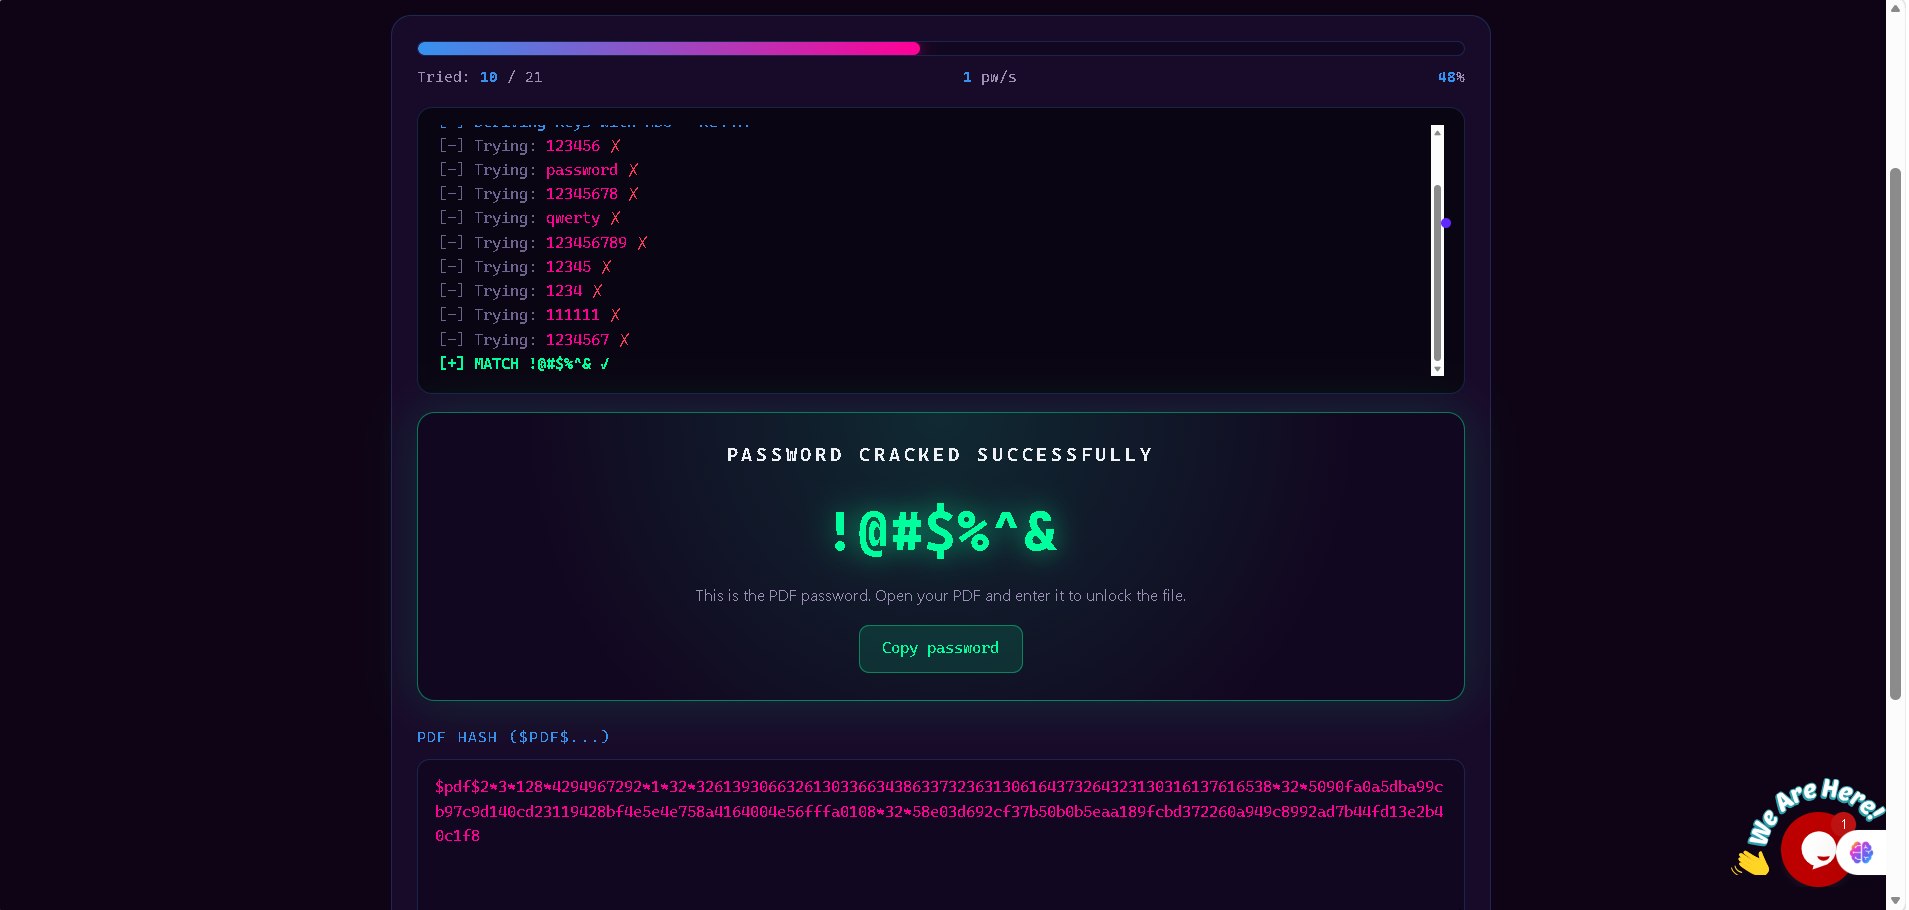 Tried: 10 / 21
1 pw/s
48%
[-] Trying: 123456 ✗
[-] Trying: password ✗
[-] Trying: 12345678 ✗
[-] Trying: qwerty ✗
[-] Trying: 123456789 ✗
[-] Trying: 12345 ✗
[-] Trying: 1234 ✗
[-] Trying: 111111 ✗
[-] Trying: 1234567 ✗
[+] MATCH !@#$%^& ✓
PASSWORD CRACKED SUCCESSFULLY
!@#$%^&
This is the PDF password. Open your PDF and enter it to unlock the file.
Copy password
PDF HASH ($PDF$...)
$pdf$2*3*128*4294967292*1*32*3261393066326130336634386337323631306164373264323130316137616538*32*5090fa0a5dba99c
b97c9d140cd23119428bf4e5e4e758a4164004e56fffa0108*32*58e03d692cf37b50b0b5eaa189fcbd372260a949c8992ad7b44fd13e2b4
0c1f8
We Are Here!
1